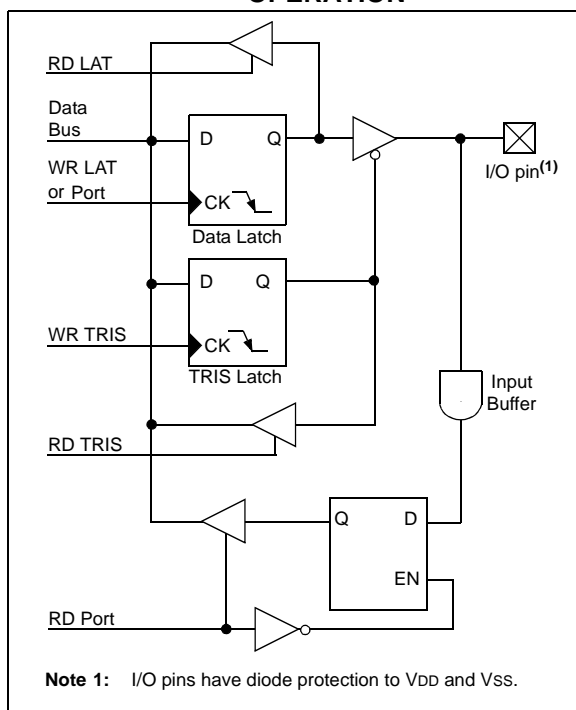 OPERATION
RD LAT
Data
Bus
D Q
WR LAT
or Port
CK
Data Latch
I/O pin(1)
D Q
WR TRIS
CK
TRIS Latch
Input
Buffer
RD TRIS
Q D
EN
RD Port
Note 1: I/O pins have diode protection to VDD and VSS.